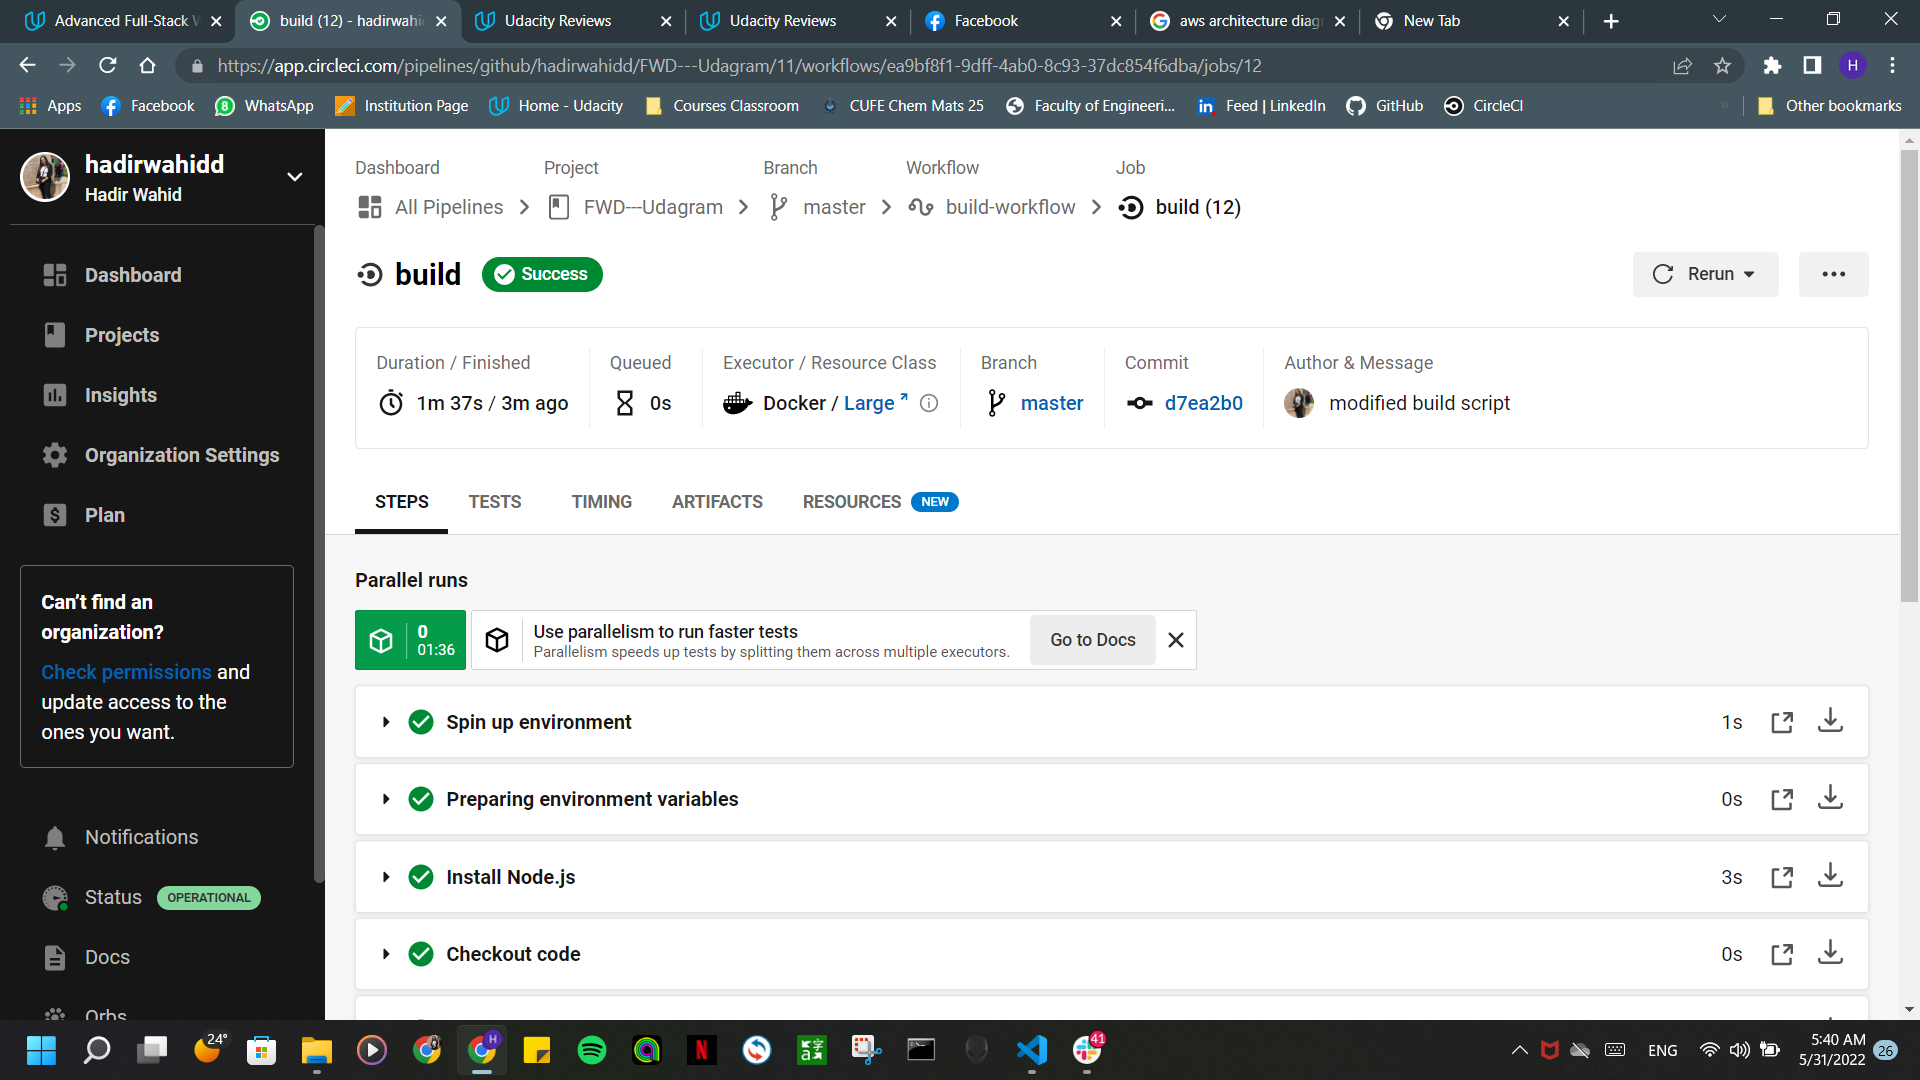 Advanced Full-Stack W
build (12) - hadirwahid
Udacity Reviews
Udacity Reviews
Facebook
aws architecture diag
New Tab
https://app.circleci.com/pipelines/github/hadirwahidd/FWD---Udagram/11/workflows/ea9bf8f1-9dff-4ab0-8c93-37dc854f6dba/jobs/12
H
Apps
Facebook
8
WhatsApp
Institution Page
Home - Udacity
Courses Classroom
CUFE Chem Mats 25
Faculty of Engineeri...
Feed | LinkedIn
GitHub
CircleCI
Other bookmarks
hadirwahidd
Hadir Wahid
Dashboard
Projects
Insights
Organization Settings
Plan
Can't find an
organization?
Check permissions and
update access to the
ones you want.
Notifications
Status OPERATIONAL
Docs
Orbs
Dashboard
Project
Branch
Workflow
Job
All Pipelines
FWD---Udagram
master
build-workflow
build (12)
build
Success
Rerun
Duration / Finished
1m 37s / 3m ago
Queued
0s
Executor / Resource Class
Docker / Large
Branch
master
Commit
d7ea2b0
Author & Message
modified build script
STEPS
TESTS
TIMING
ARTIFACTS
RESOURCES NEW
Parallel runs
0
01:36
Use parallelism to run faster tests
Parallelism speeds up tests by splitting them across multiple executors.
Go to Docs
Spin up environment
1s
Preparing environment variables
0s
Install Node.js
3s
Checkout code
0s
24°
H
N
41
ENG
5:40 AM
5/31/2022
26